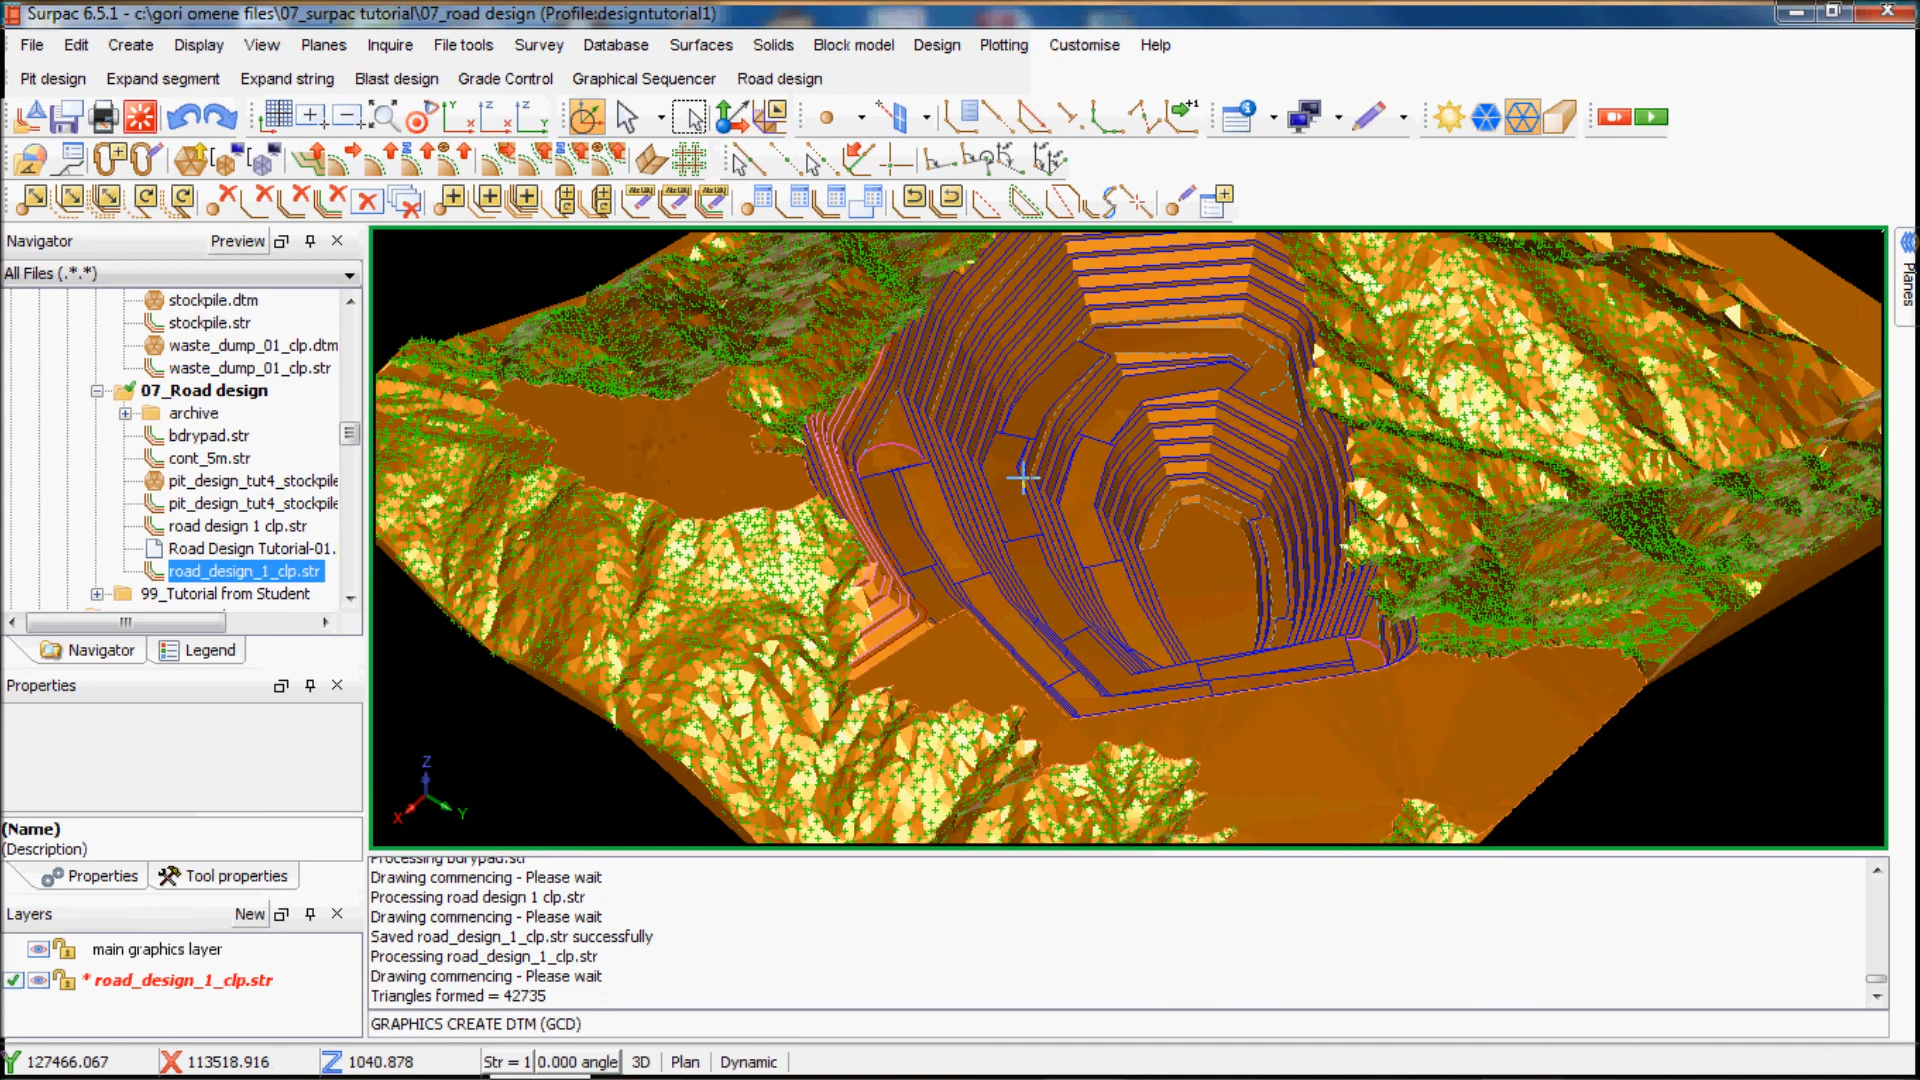 Surpac 6.5.1 - c:\gori omene files\07_surpac tutorial\07_road design (Profile:designtutorial1)
File Edit Create Display View Planes Inquire File tools Survey Database Surfaces Solids Block model Design Plotting Customise Help
Pit design Expand segment Expand string Blast design Grade Control Graphical Sequencer Road design
Navigator Preview
All Files (.*.*)
stockpile.dtm
stockpile.str
waste_dump_01_clp.dtm
waste_dump_01_clp.str
07_Road design
archive
bdrypad.str
cont_5m.str
pit_design_tut4_stockpile
pit_design_tut4_stockpile
road design 1 clp.str
Road Design Tutorial-01.
road_design_1_clp.str
99_Tutorial from Student
Navigator Legend
Properties
(Name)
(Description)
Properties Tool properties
Layers New
main graphics layer
* road_design_1_clp.str
Planes
Z
X Y
Processing bdrypad.str
Drawing commencing - Please wait
Processing road design 1 clp.str
Drawing commencing - Please wait
Saved road_design_1_clp.str successfully
Processing road_design_1_clp.str
Drawing commencing - Please wait
Triangles formed = 42735
GRAPHICS CREATE DTM (GCD)
Y 127466.067 X 113518.916 Z 1040.878 Str = 1 0.000 angle 3D Plan Dynamic